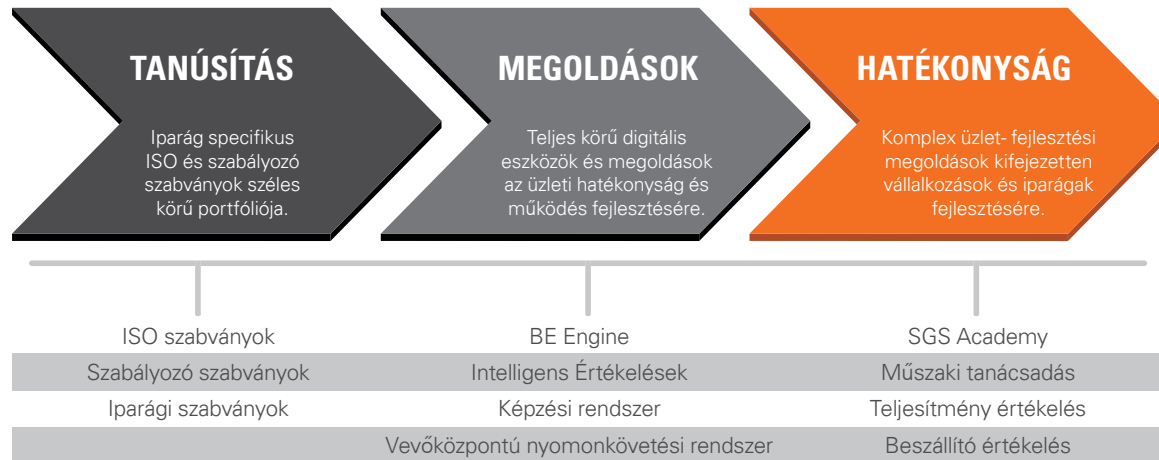 TANÚSÍTÁS
Iparág specifikus
ISO és szabályozó
szabványok széles
körű portfóliója.
MEGOLDÁSOK
Teljes körű digitális
eszközök és megoldások
az üzleti hatékonyság és
működés fejlesztésére.
HATÉKONYSÁG
Komplex üzlet- fejlesztési
megoldások kifejezetten
vállalkozások és iparágak
fejlesztésére.
ISO szabványok
Szabályozó szabványok
Iparági szabványok
BE Engine
Intelligens Értékelések
Képzési rendszer
Vevőközpontú nyomonkövetési rendszer
SGS Academy
Műszaki tanácsadás
Teljesítmény értékelés
Beszállító értékelés